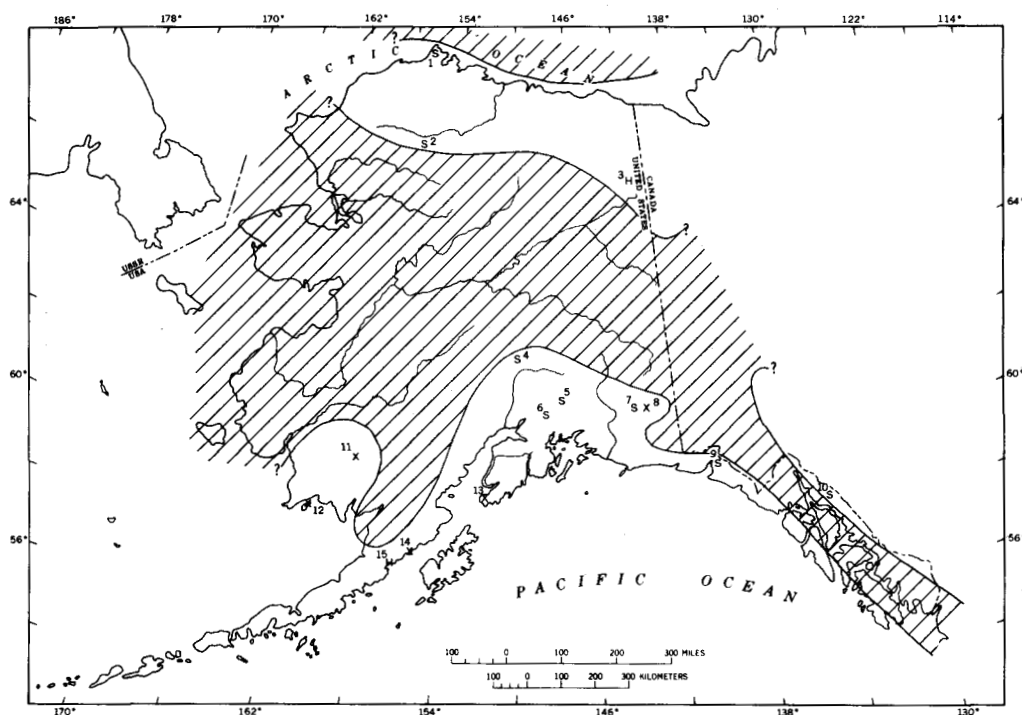 186° 178° 170° 162° 154° 146° 138° 130° 122° 114°
?
ARCTIC OCEAN
S
1
?
S 2
3 H
CANADA
UNITED STATES
64° 64°
?
USSR
USA
60° 60°
?
S 4
S 5
6 S
7 S X 8
11 X
?
9
S
10
S
13
12
14
15
56° 56
PACIFIC OCEAN
100 0 100 200 300 MILES
100 0 100 200 300 KILOMETERS
170° 162° 154° 146° 138° 130°